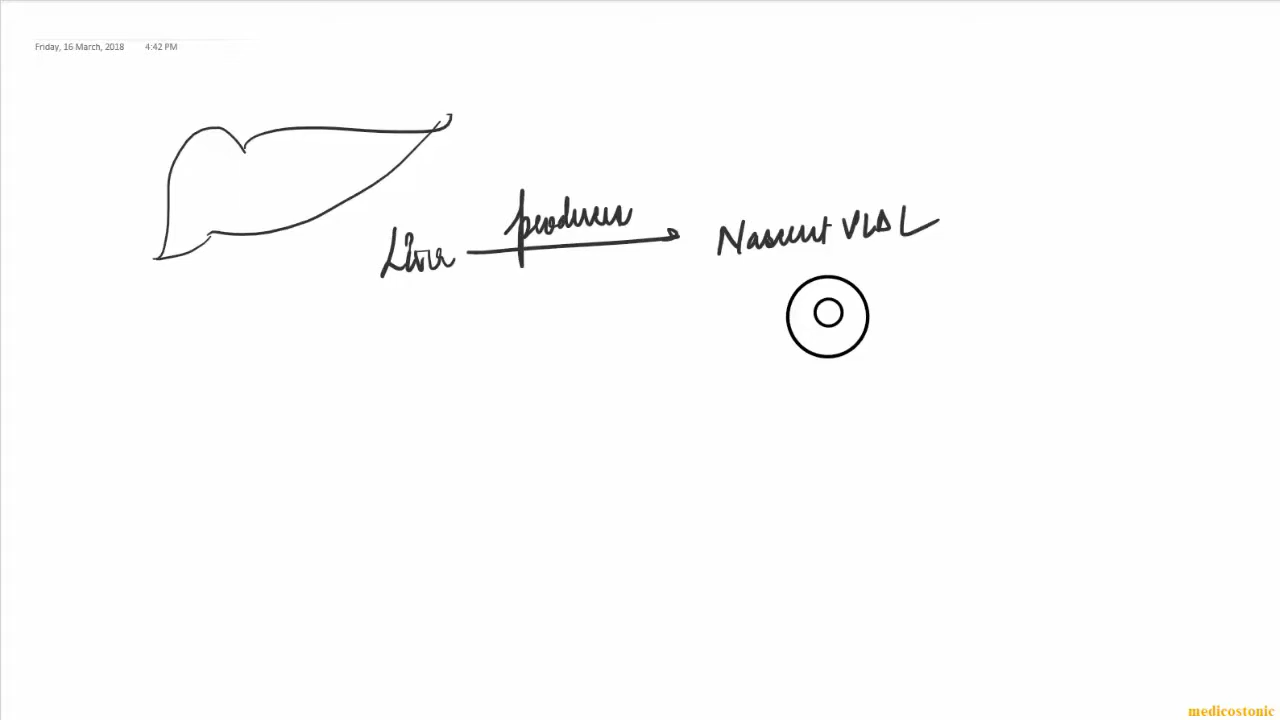 Friday, 16 March, 2018 4:42 PM
Liver produces Nascent VLDL
medicostonic